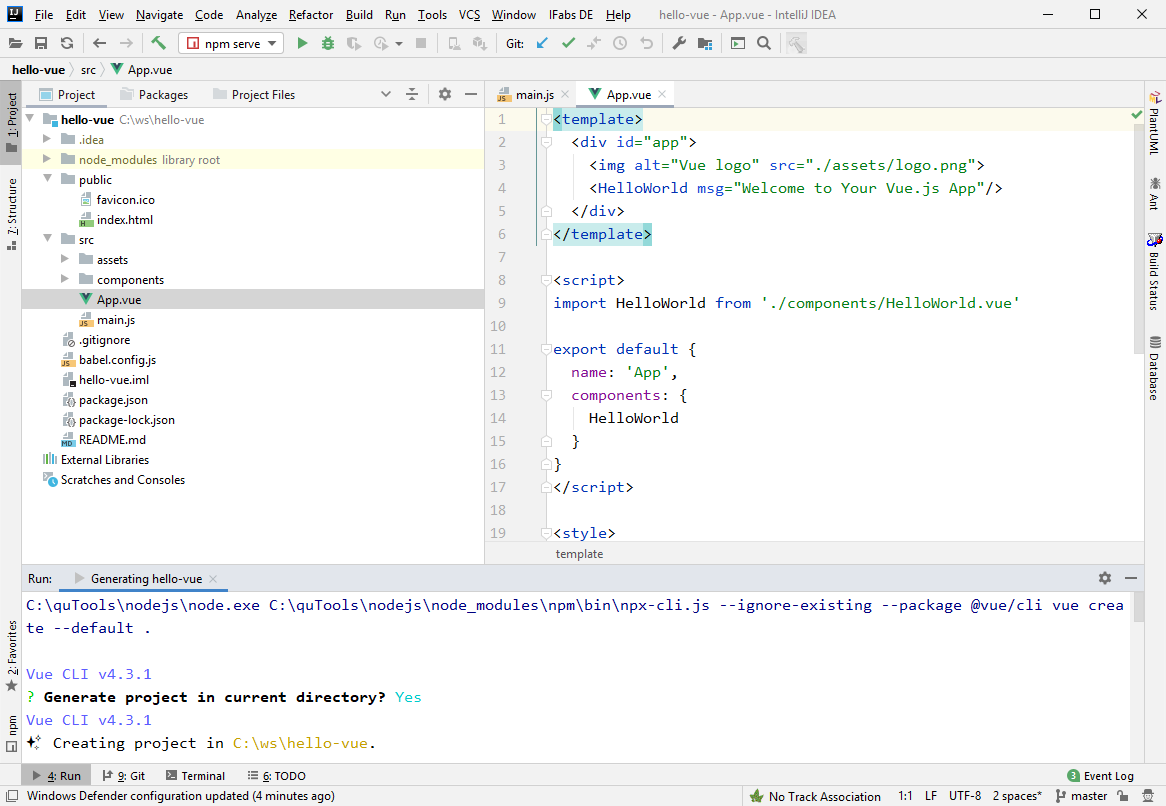 File Edit View Navigate Code Analyze Refactor Build Run Tools VCS Window IFabs DE Help hello-vue - App.vue - IntelliJ IDEA
npm serve Git:
hello-vue src App.vue
Project Packages Project Files
main.js App.vue
1: Project
hello-vue C:\ws\hello-vue
.idea
node_modules library root
public
favicon.ico
index.html
src
assets
components
App.vue
main.js
.gitignore
babel.config.js
hello-vue.iml
package.json
package-lock.json
README.md
External Libraries
Scratches and Consoles
7: Structure
1 <template>
2 <div id="app">
3 <img alt="Vue logo" src="./assets/logo.png">
4 <HelloWorld msg="Welcome to Your Vue.js App"/>
5 </div>
6 </template>
7
8 <script>
9 import HelloWorld from './components/HelloWorld.vue'
10
11 export default {
12 name: 'App',
13 components: {
14 HelloWorld
15 }
16 }
17 </script>
18
19 <style>
template
PlantUML
Ant
Build Status
Database
Run: Generating hello-vue
C:\quTools\nodejs\node.exe C:\quTools\nodejs\node_modules\npm\bin\npx-cli.js --ignore-existing --package @vue/cli vue crea
te --default .
Vue CLI v4.3.1
? Generate project in current directory? Yes
Vue CLI v4.3.1
Creating project in C:\ws\hello-vue.
2: Favorites
npm
4: Run 9: Git Terminal 6: TODO 3 Event Log
Windows Defender configuration updated (4 minutes ago) No Track Association 1:1 LF UTF-8 2 spaces* master